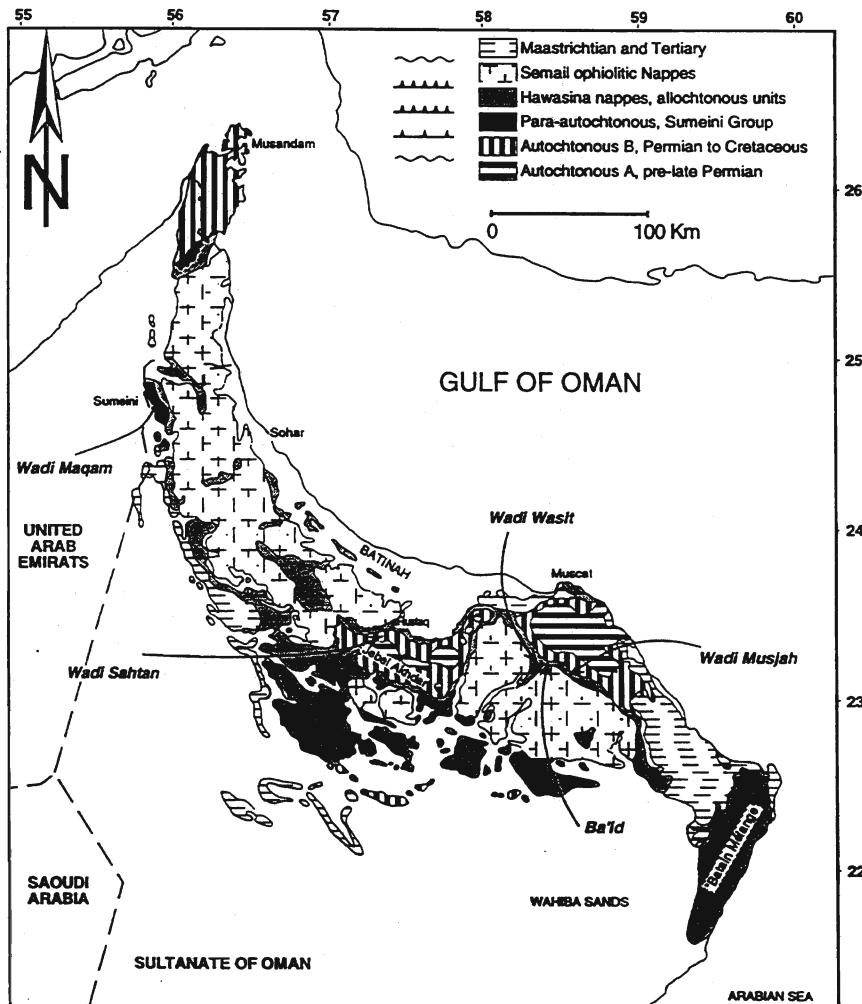 55 56 57 58 59 60
Maastrichtian and Tertiary
Semail ophiolitic Nappes
Hawasina nappes, allochtonous units
Para-autochtonous, Sumeini Group
Autochtonous B, Permian to Cretaceous
Autochtonous A, pre-late Permian
0 100 Km
N
Musandam
26
25
GULF OF OMAN
Sumeini
Sohar
Wadi Maqam
24
Wadi Wasit
UNITED
ARAB
EMIRATS
BATINAH
Muscat
Rustaq
Jebel Akhdar
Wadi Musjah
Wadi Sahtan
23
Ba'id
"Batain Mélange"
22
SAOUDI
ARABIA
WAHIBA SANDS
SULTANATE OF OMAN
ARABIAN SEA